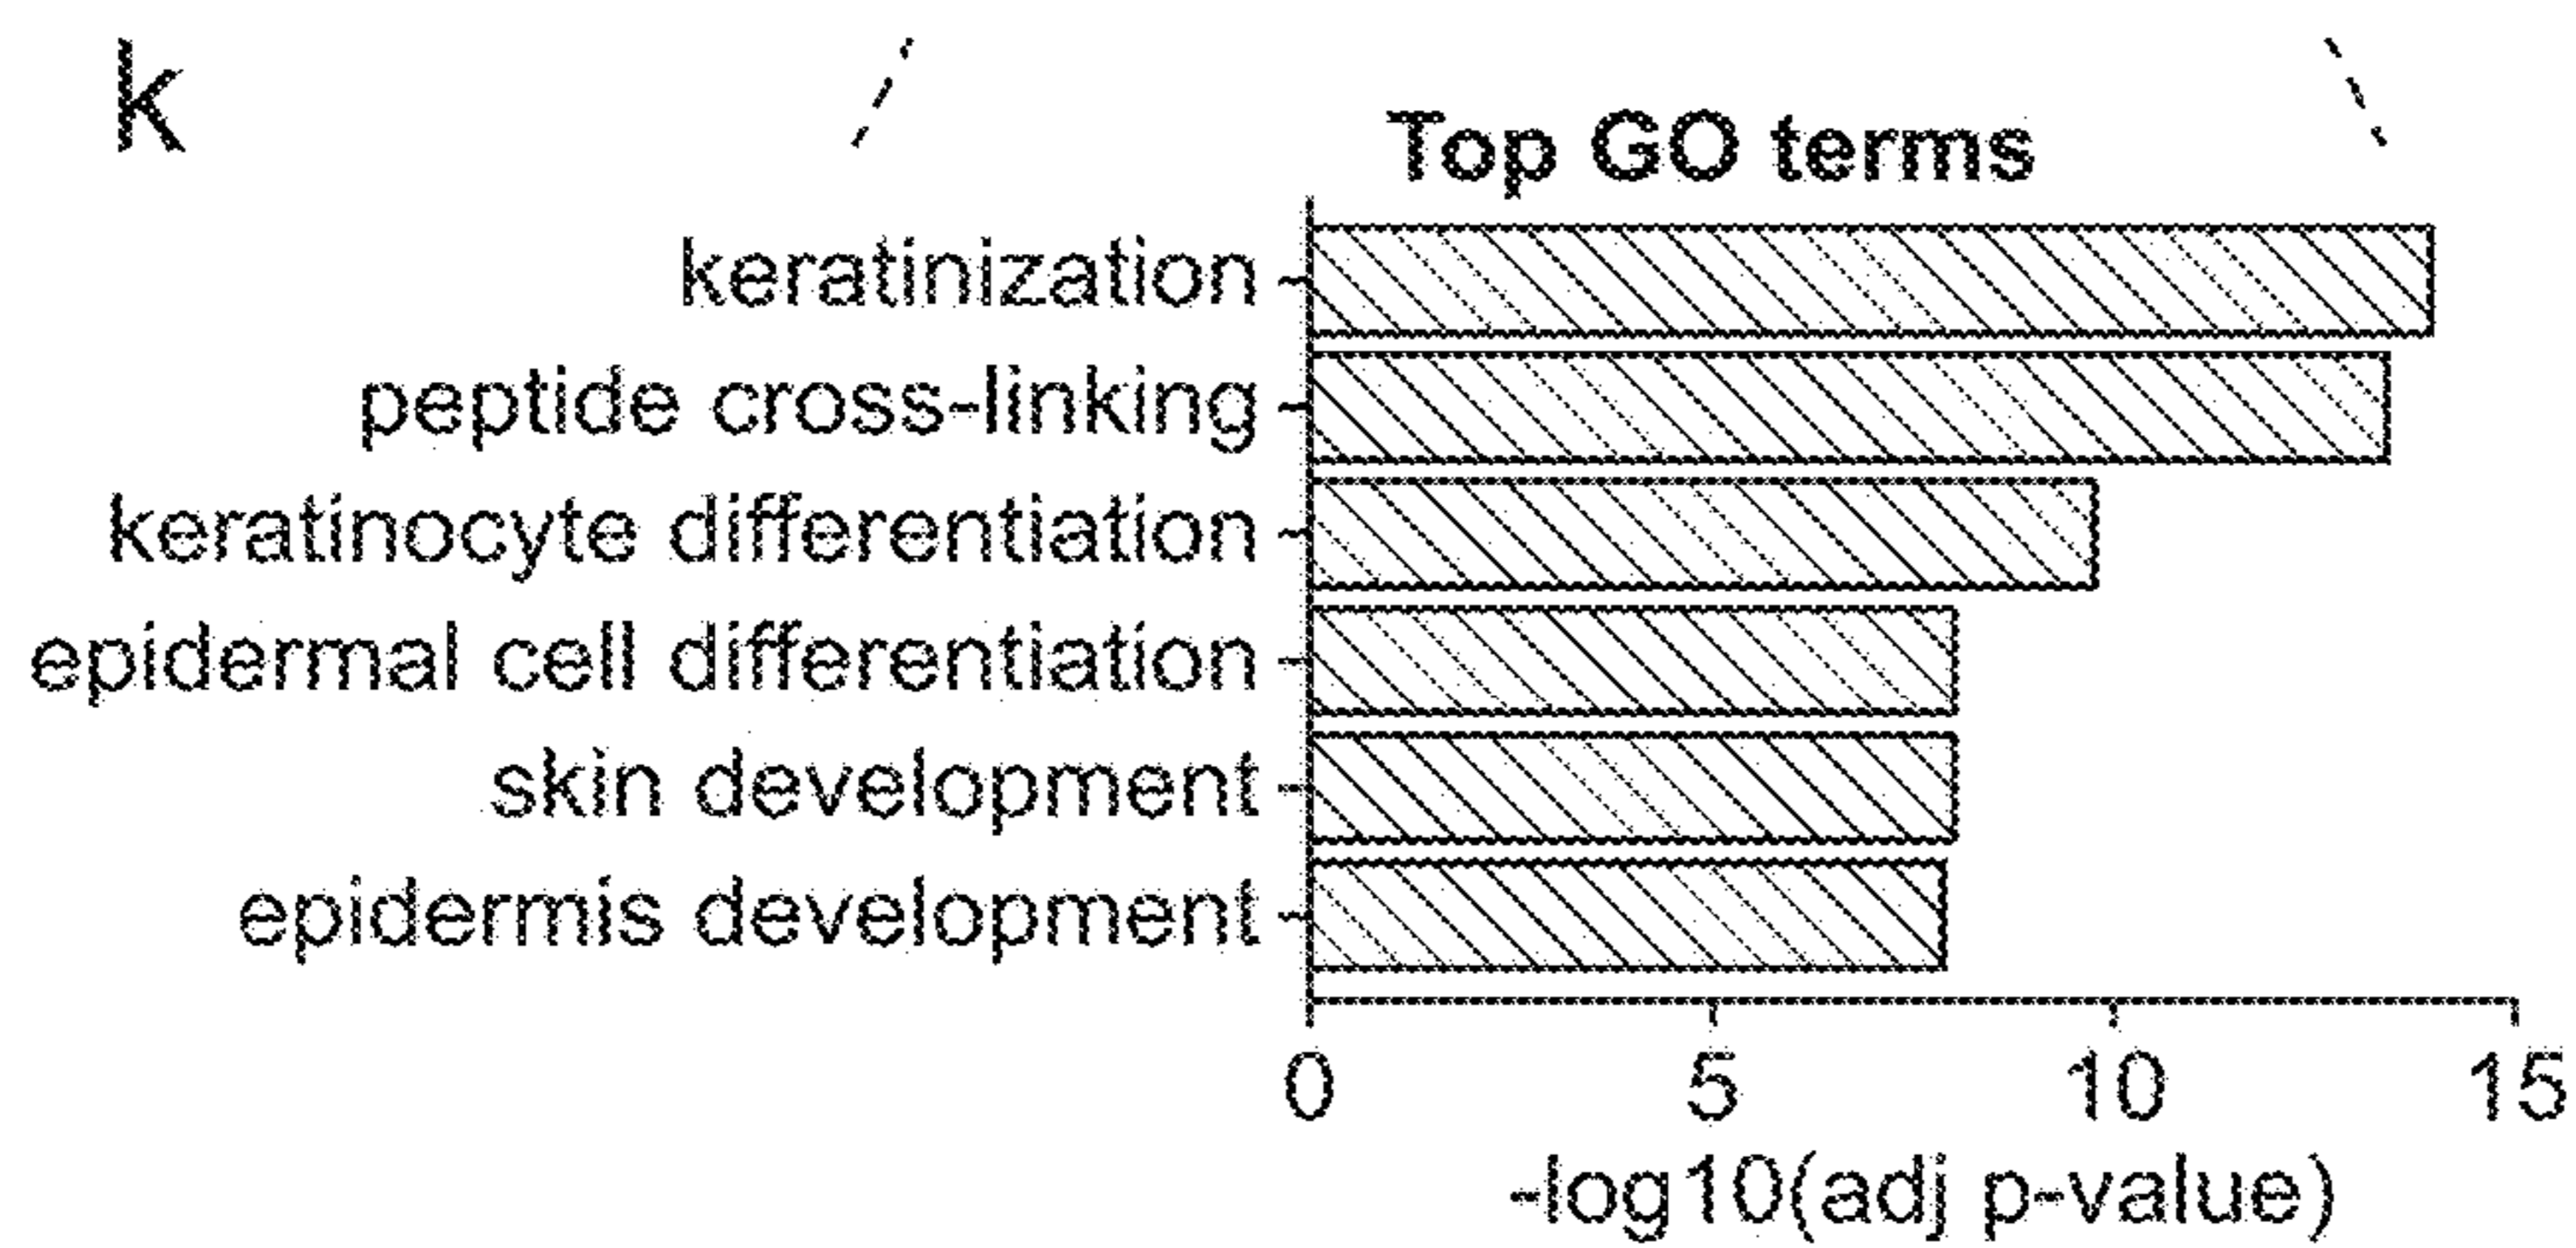 k
Top GO terms
keratinization
peptide cross-linking
keratinocyte differentiation
epidermal cell differentiation
skin development
epidermis development
0 5 10 15
-log10(adj p-value)